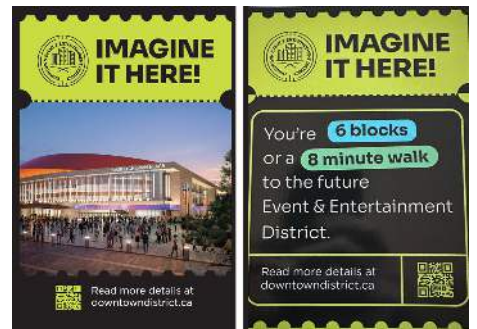 IMAGINE
IT HERE!
Read more details at
downtowndistrict.ca
IMAGINE
IT HERE!
You're 6 blocks
or a 8 minute walk
to the future
Event & Entertainment
District.
Read more details at
downtowndistrict.ca